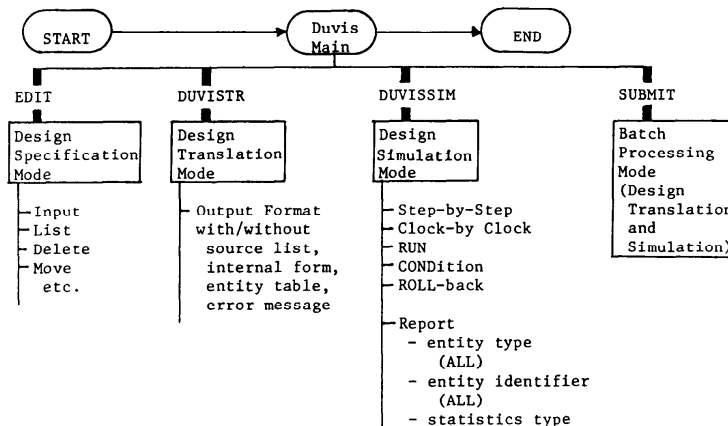 START
Duvis
Main
END
EDIT
DUVISTR
DUVISSIM
SUBMIT
Design
Specification
Mode
Design
Translation
Mode
Design
Simulation
Mode
Batch
Processing
Mode
(Design
Translation
and
Simulation)
Input
List
Delete
Move
etc.
Output Format
with/without
source list,
internal form,
entity table,
error message
Step-by-Step
Clock-by Clock
RUN
CONDition
ROLL-back
Report
- entity type
(ALL)
- entity identifier
(ALL)
- statistics type